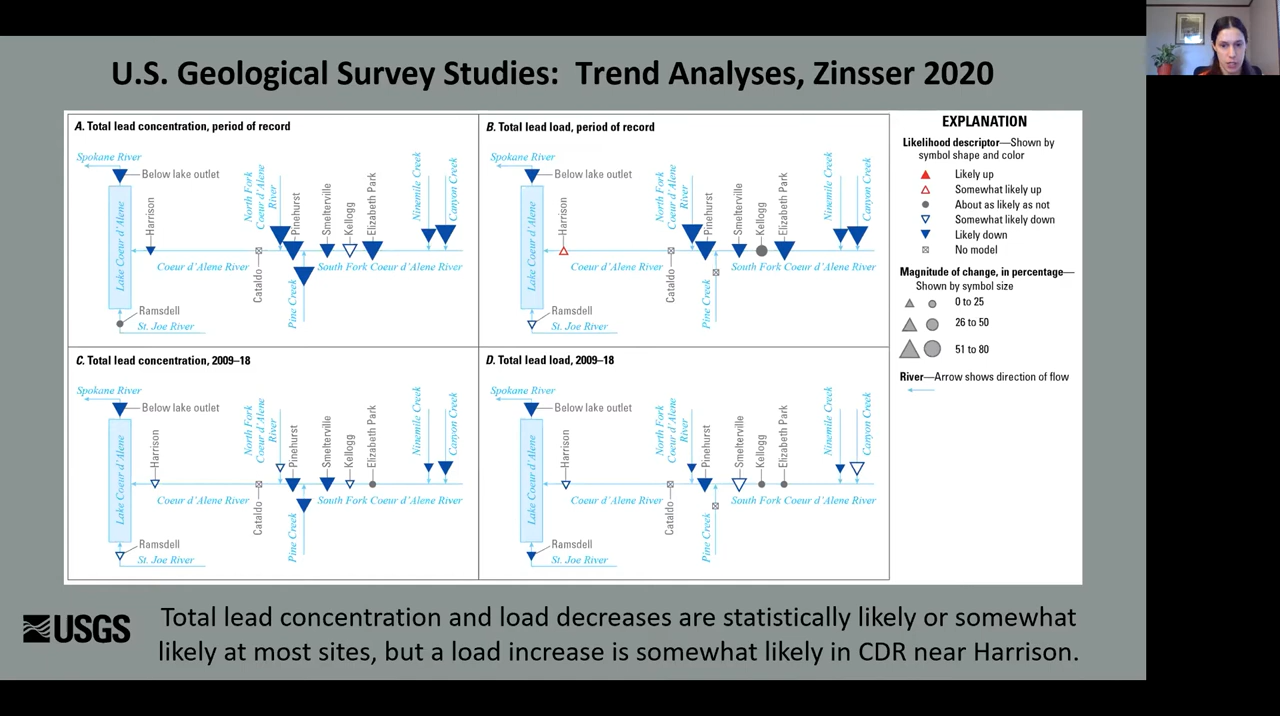 U.S. Geological Survey Studies: Trend Analyses, Zinsser 2020
A. Total lead concentration, period of record
Spokane River
Below lake outlet
Harrison
Lake Coeur d'Alene
North Fork
Coeur d'Alene
River
Pinehurst
Smelterville
Kellogg
Elizabeth Park
Ninemile Creek
Canyon Creek
Coeur d'Alene River
South Fork Coeur d'Alene River
Cataldo
Pine Creek
Ramsdell
St. Joe River
B. Total lead load, period of record
Spokane River
Below lake outlet
Harrison
Lake Coeur d'Alene
North Fork
Coeur d'Alene
River
Pinehurst
Smelterville
Kellogg
Elizabeth Park
Ninemile Creek
Canyon Creek
Coeur d'Alene River
South Fork Coeur d'Alene River
Cataldo
Pine Creek
Ramsdell
St. Joe River
C. Total lead concentration, 2009–18
Spokane River
Below lake outlet
Harrison
Lake Coeur d'Alene
North Fork
Coeur d'Alene
River
Pinehurst
Smelterville
Kellogg
Elizabeth Park
Ninemile Creek
Canyon Creek
Coeur d'Alene River
South Fork Coeur d'Alene River
Cataldo
Pine Creek
Ramsdell
St. Joe River
D. Total lead load, 2009–18
Spokane River
Below lake outlet
Harrison
Lake Coeur d'Alene
North Fork
Coeur d'Alene
River
Pinehurst
Smelterville
Kellogg
Elizabeth Park
Ninemile Creek
Canyon Creek
Coeur d'Alene River
South Fork Coeur d'Alene River
Cataldo
Pine Creek
Ramsdell
St. Joe River
EXPLANATION
Likelihood descriptor—Shown by
symbol shape and color
Likely up
Somewhat likely up
About as likely as not
Somewhat likely down
Likely down
No model
Magnitude of change, in percentage—
Shown by symbol size
0 to 25
26 to 50
51 to 80
River—Arrow shows direction of flow
USGS
Total lead concentration and load decreases are statistically likely or somewhat
likely at most sites, but a load increase is somewhat likely in CDR near Harrison.